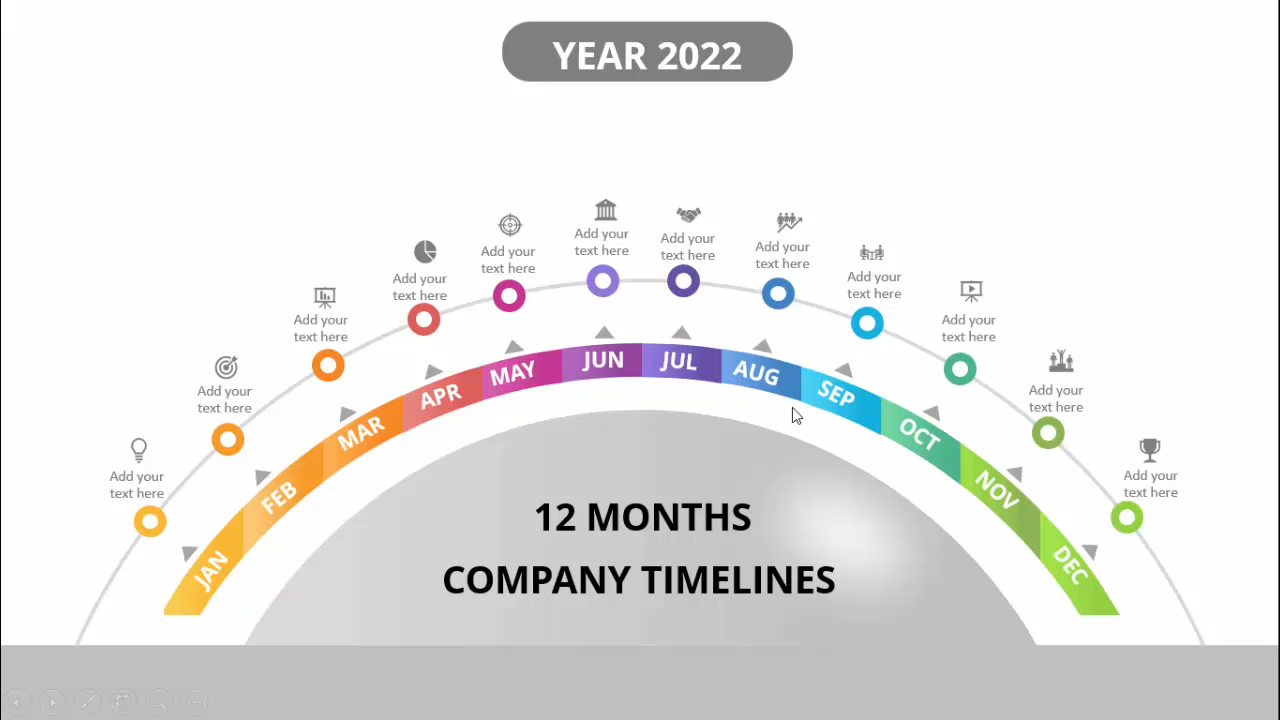 YEAR 2022
Add your
text here
Add your
text here
Add your
text here
Add your
text here
Add your
text here
Add your
text here
Add your
text here
Add your
text here
Add your
text here
Add your
text here
Add your
text here
Add your
text here
JAN
FEB
MAR
APR
MAY
JUN
JUL
AUG
SEP
OCT
NOV
DEC
12 MONTHS
COMPANY TIMELINES